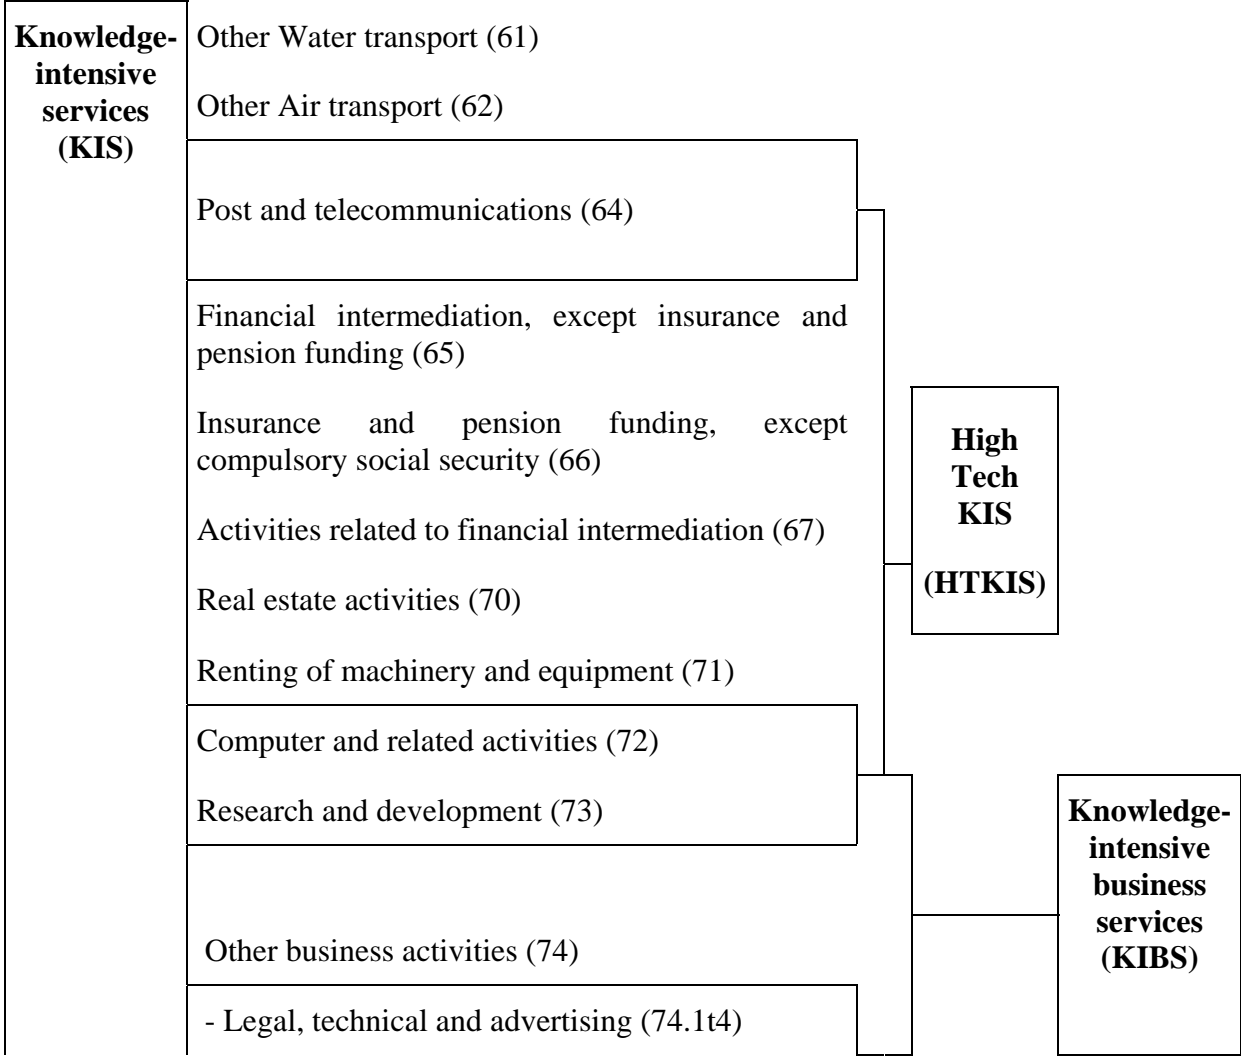 Knowledge-
intensive
services
(KIS)
Other Water transport (61)
Other Air transport (62)
Post and telecommunications (64)
Financial intermediation, except insurance and
pension funding (65)
Insurance and pension funding, except
compulsory social security (66)
Activities related to financial intermediation (67)
Real estate activities (70)
Renting of machinery and equipment (71)
Computer and related activities (72)
Research and development (73)
Other business activities (74)
- Legal, technical and advertising (74.1t4)
High
Tech
KIS
(HTKIS)
Knowledge-
intensive
business
services
(KIBS)